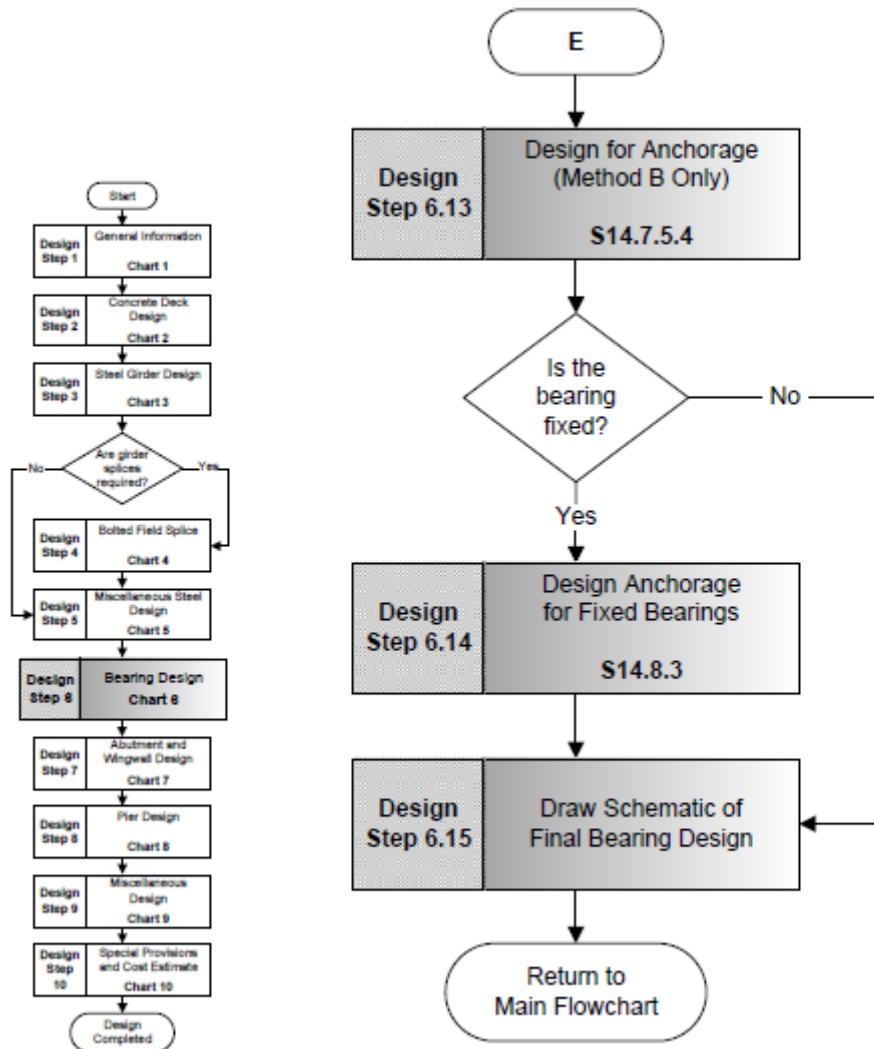 Start
Design
Step 1
General Information
Chart 1
Design
Step 2
Concrete Deck
Design
Chart 2
Design
Step 3
Steel Girder Design
Chart 3
Are girder
splices
required?
No
Yes
Design
Step 4
Bolted Field Splice
Chart 4
Design
Step 5
Miscellaneous Steel
Design
Chart 5
Design
Step 6
Bearing Design
Chart 6
Design
Step 7
Abutment and
Wingwall Design
Chart 7
Design
Step 8
Pier Design
Chart 8
Design
Step 9
Miscellaneous
Design
Chart 9
Design
Step
10
Special Provisions
and Cost Estimate
Chart 10
Design
Completed
E
Design
Step 6.13
Design for Anchorage
(Method B Only)
S14.7.5.4
Is the
bearing
fixed?
No
Yes
Design
Step 6.14
Design Anchorage
for Fixed Bearings
S14.8.3
Design
Step 6.15
Draw Schematic of
Final Bearing Design
Return to
Main Flowchart